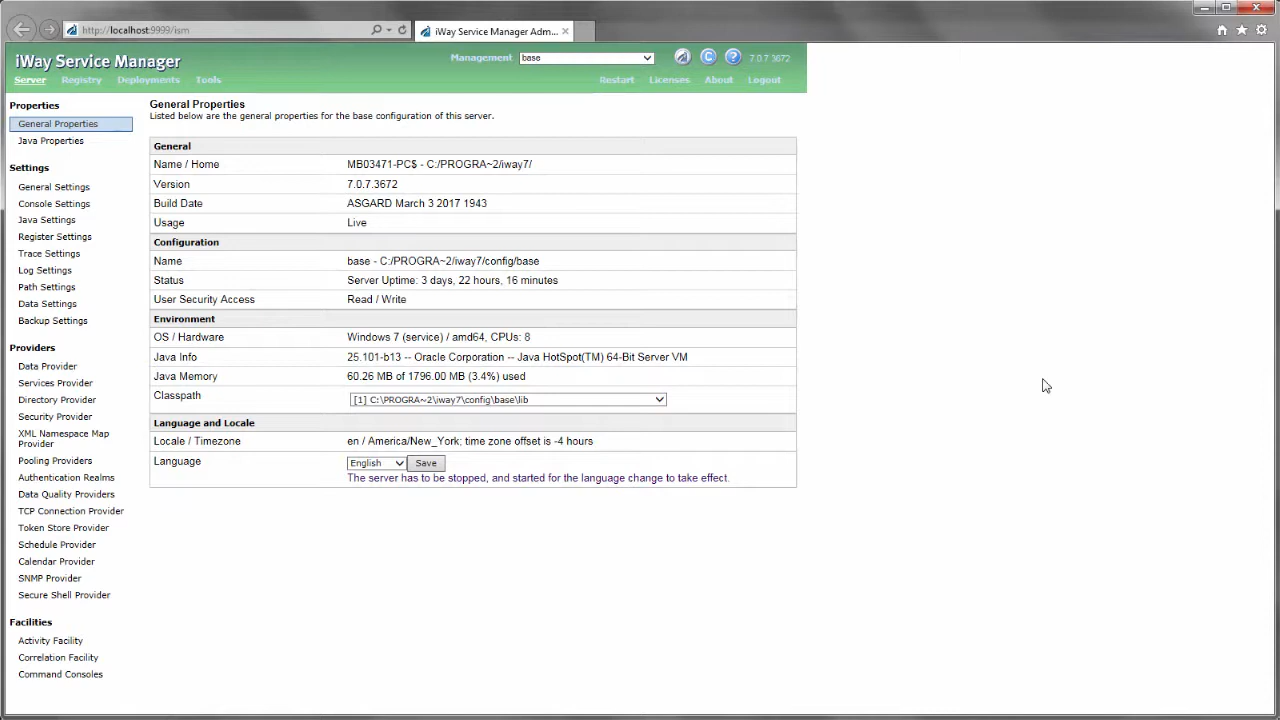 http://localhost:9999/ism
iWay Service Manager Adm...
iWay Service Manager
Management base 7.0.7 3672
Server Registry Deployments Tools Restart Licenses About Logout
Properties
General Properties
Java Properties
Settings
General Settings
Console Settings
Java Settings
Register Settings
Trace Settings
Log Settings
Path Settings
Data Settings
Backup Settings
Providers
Data Provider
Services Provider
Directory Provider
Security Provider
XML Namespace Map
Provider
Pooling Providers
Authentication Realms
Data Quality Providers
TCP Connection Provider
Token Store Provider
Schedule Provider
Calendar Provider
SNMP Provider
Secure Shell Provider
Facilities
Activity Facility
Correlation Facility
Command Consoles
General Properties
Listed below are the general properties for the base configuration of this server.
General
Name / Home MB03471-PC$ - C:/PROGRA~2/iway7/
Version 7.0.7.3672
Build Date ASGARD March 3 2017 1943
Usage Live
Configuration
Name base - C:/PROGRA~2/iway7/config/base
Status Server Uptime: 3 days, 22 hours, 16 minutes
User Security Access Read / Write
Environment
OS / Hardware Windows 7 (service) / amd64, CPUs: 8
Java Info 25.101-b13 -- Oracle Corporation -- Java HotSpot(TM) 64-Bit Server VM
Java Memory 60.26 MB of 1796.00 MB (3.4%) used
Classpath [1] C:\PROGRA~2\iway7\config\base\lib
Language and Locale
Locale / Timezone en / America/New_York; time zone offset is -4 hours
Language English Save
The server has to be stopped, and started for the language change to take effect.